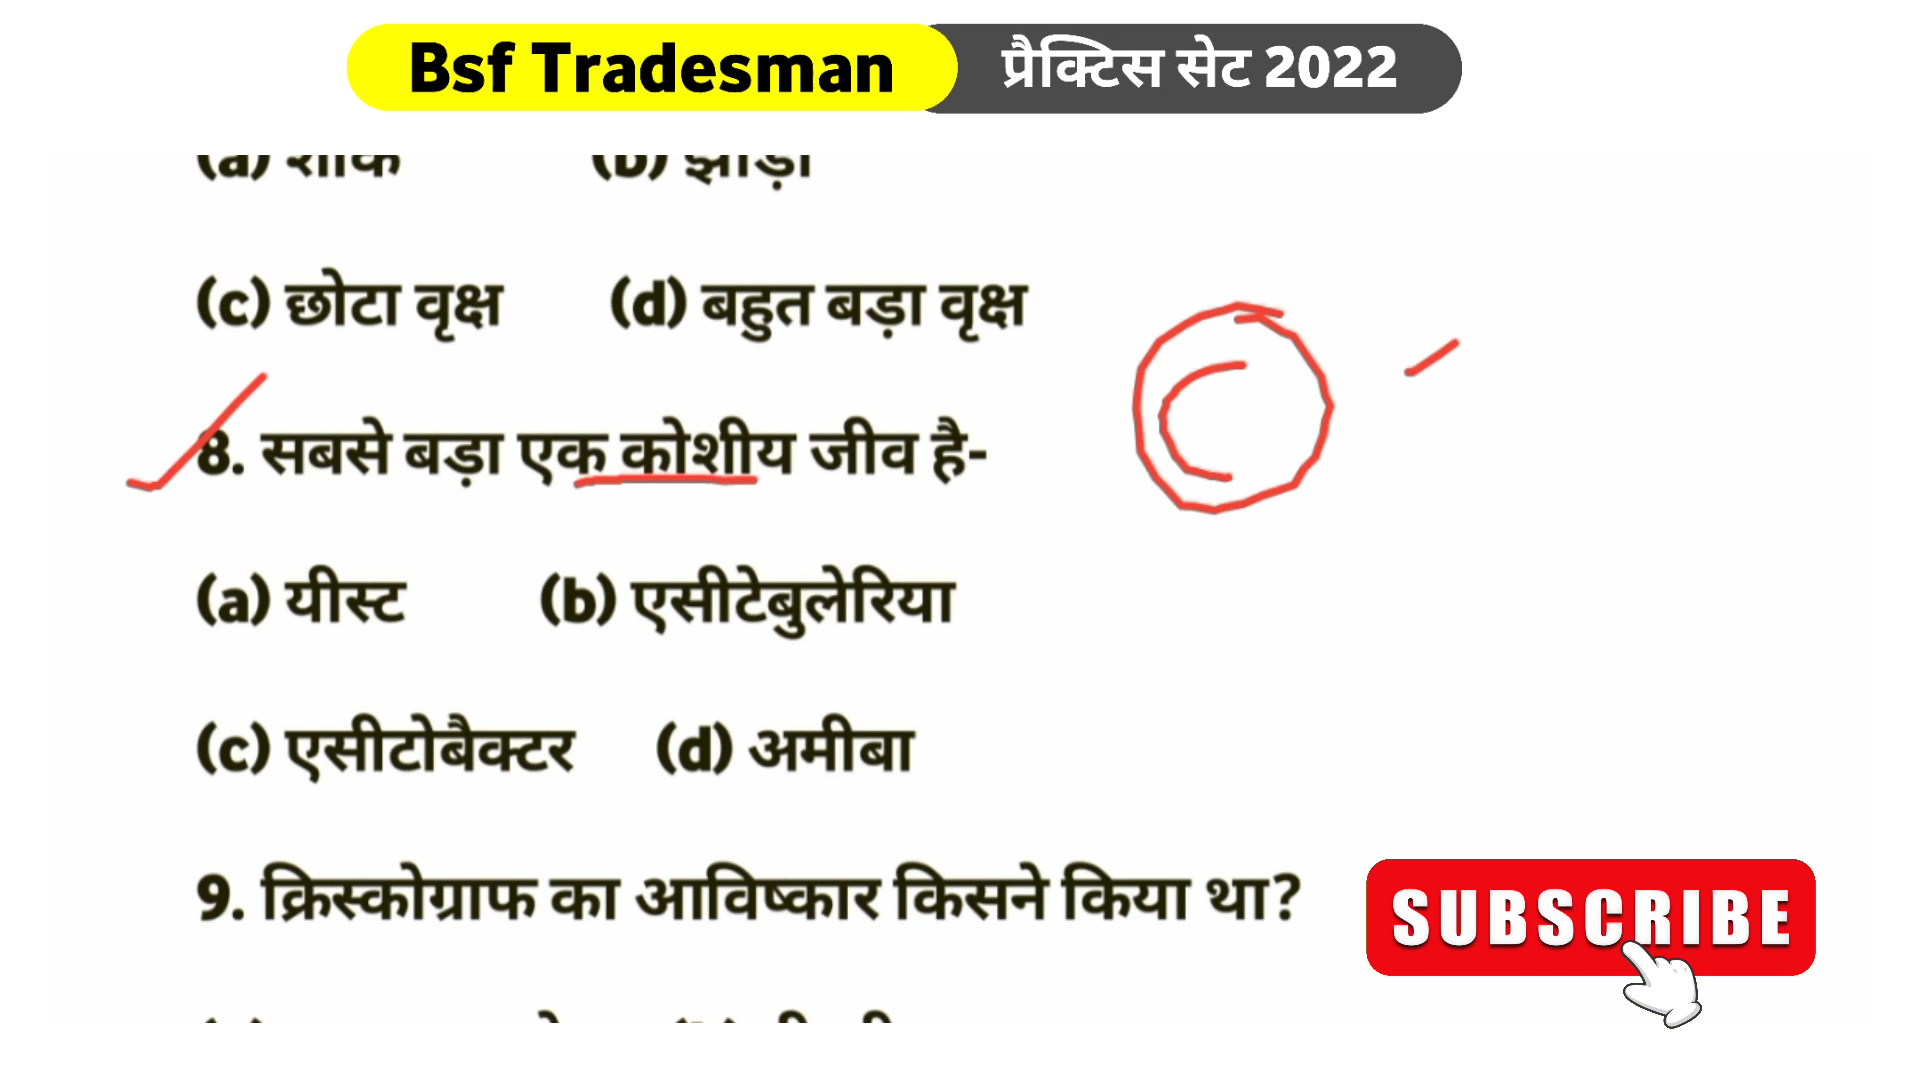 Bsf Tradesman प्रैक्टिस सेट 2022
(a) शाक (b) झाड़ी
(c) छोटा वृक्ष (d) बहुत बड़ा वृक्ष
8. सबसे बड़ा एक कोशीय जीव है-
(a) यीस्ट (b) एसीटेबुलेरिया
(c) एसीटोबैक्टर (d) अमीबा
9. क्रिस्कोग्राफ का आविष्कार किसने किया था?
SUBSCRIBE